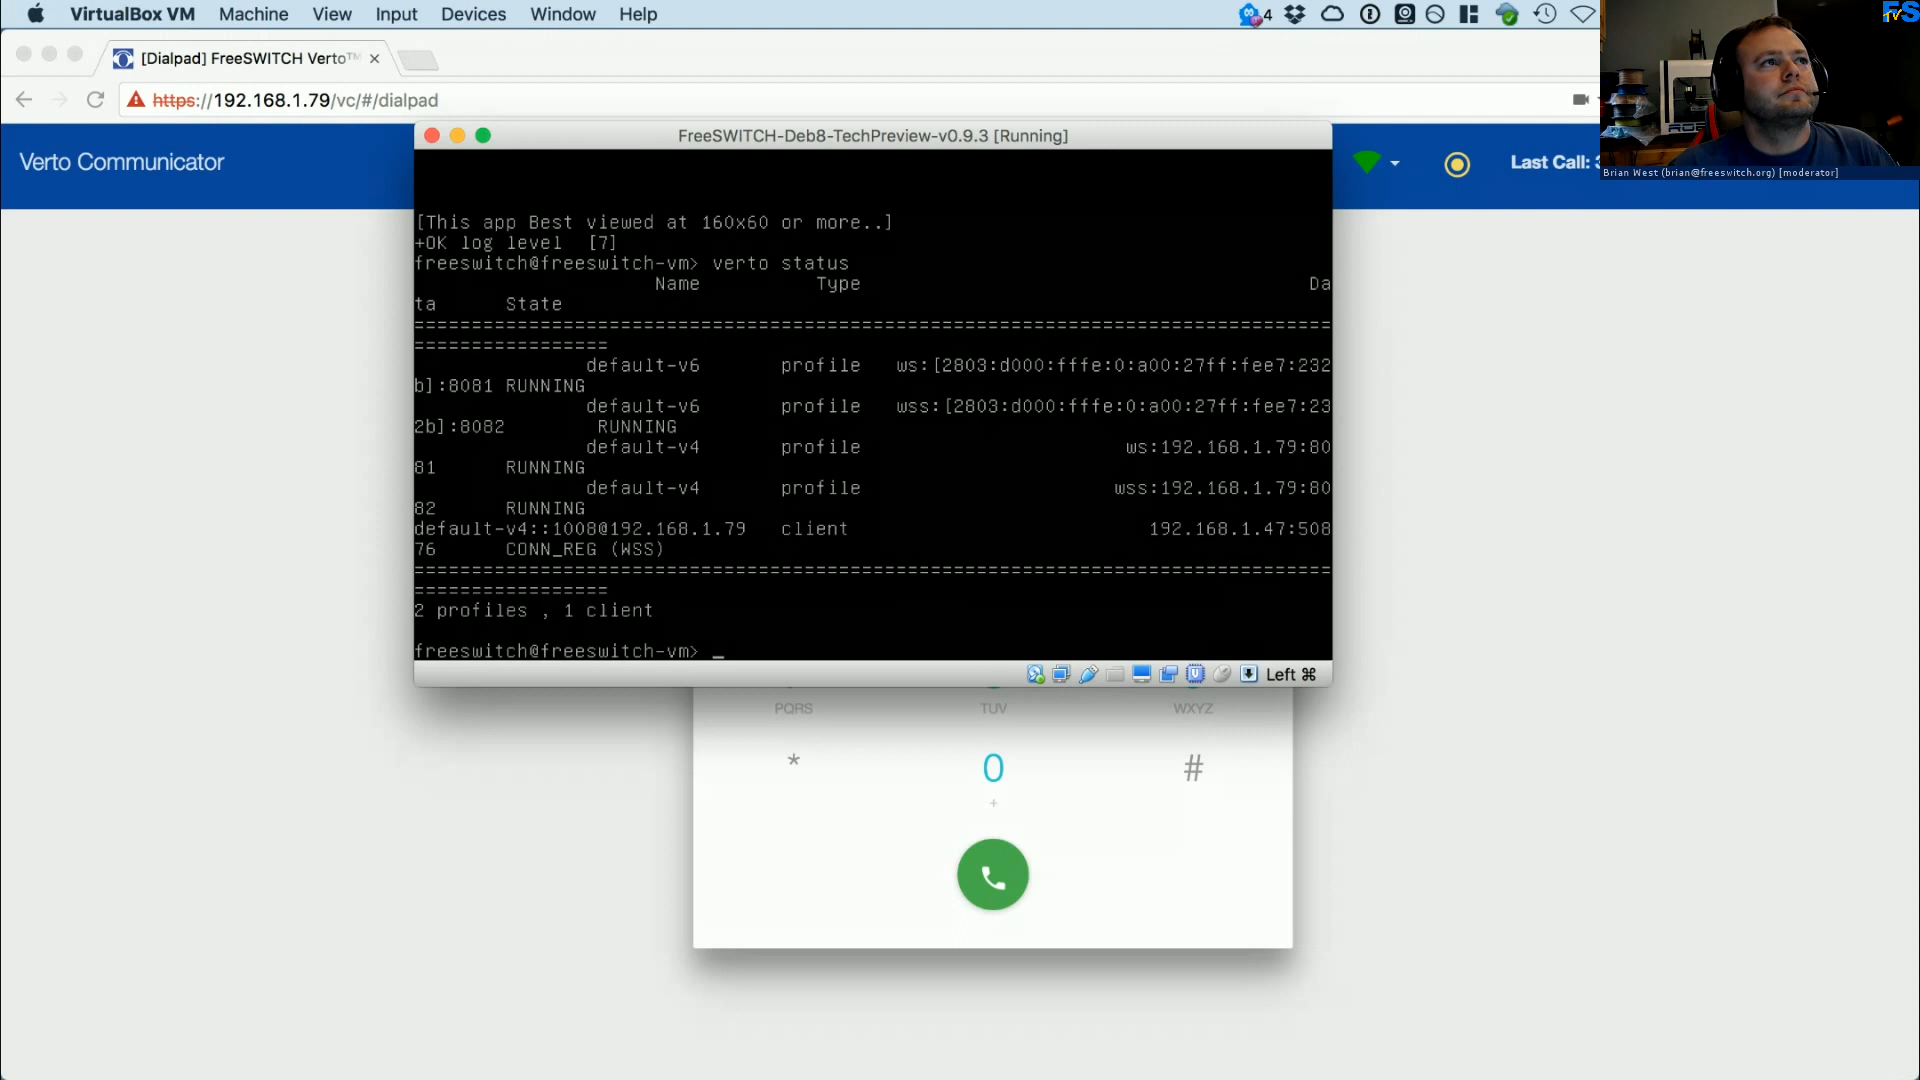 VirtualBox VM Machine View Input Devices Window Help 4
FS
TV
[Dialpad] FreeSWITCH Verto™
https://192.168.1.79/vc/#/dialpad
FreeSWITCH-Deb8-TechPreview-v0.9.3 [Running]
Verto Communicator
Last Call: 3
Brian West (brian@freeswitch.org) [moderator]
[This app Best viewed at 160x60 or more..]
+OK log level  [7]
freeswitch@freeswitch-vm> verto status
Name Type Da
ta State
=================================================================================
=================
default-v6 profile ws:[2803:d000:fffe:0:a00:27ff:fee7:232
b]:8081 RUNNING
default-v6 profile wss:[2803:d000:fffe:0:a00:27ff:fee7:23
2b]:8082 RUNNING
default-v4 profile ws:192.168.1.79:80
81 RUNNING
default-v4 profile wss:192.168.1.79:80
82 RUNNING
default-v4::1008@192.168.1.79 client 192.168.1.47:508
76 CONN_REG (WSS)
=================================================================================
=================
2 profiles , 1 client
freeswitch@freeswitch-vm> _
Left ⌘
PQRS TUV WXYZ
* 0 #
+